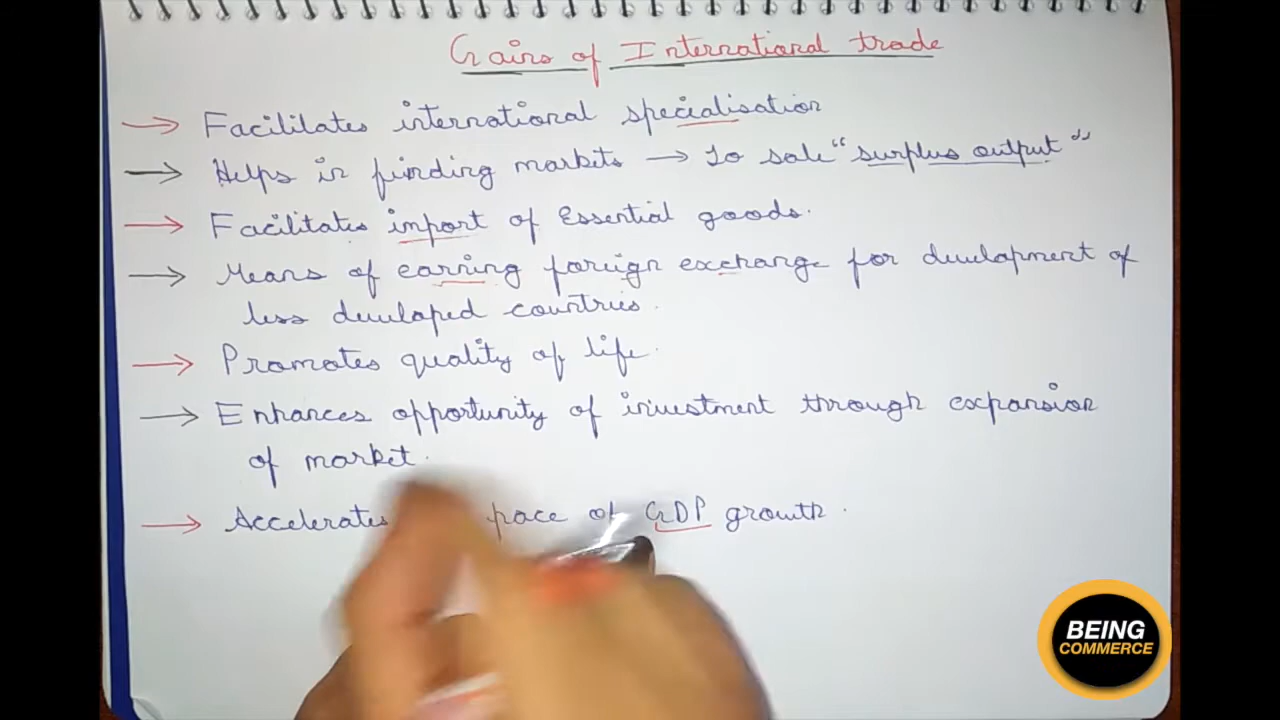 Gains of International trade
→ Facililates international specialisation
→ Helps in finding markets → To sale "surplus output"
→ Facilitates import of Essential goods.
→ Means of earning foreign exchange for development of
less developed countries.
→ Promotes quality of life.
→ Enhances opportunity of investment through expansion
of market.
→ Accelerates pace of GDP growth.
BEING
COMMERCE